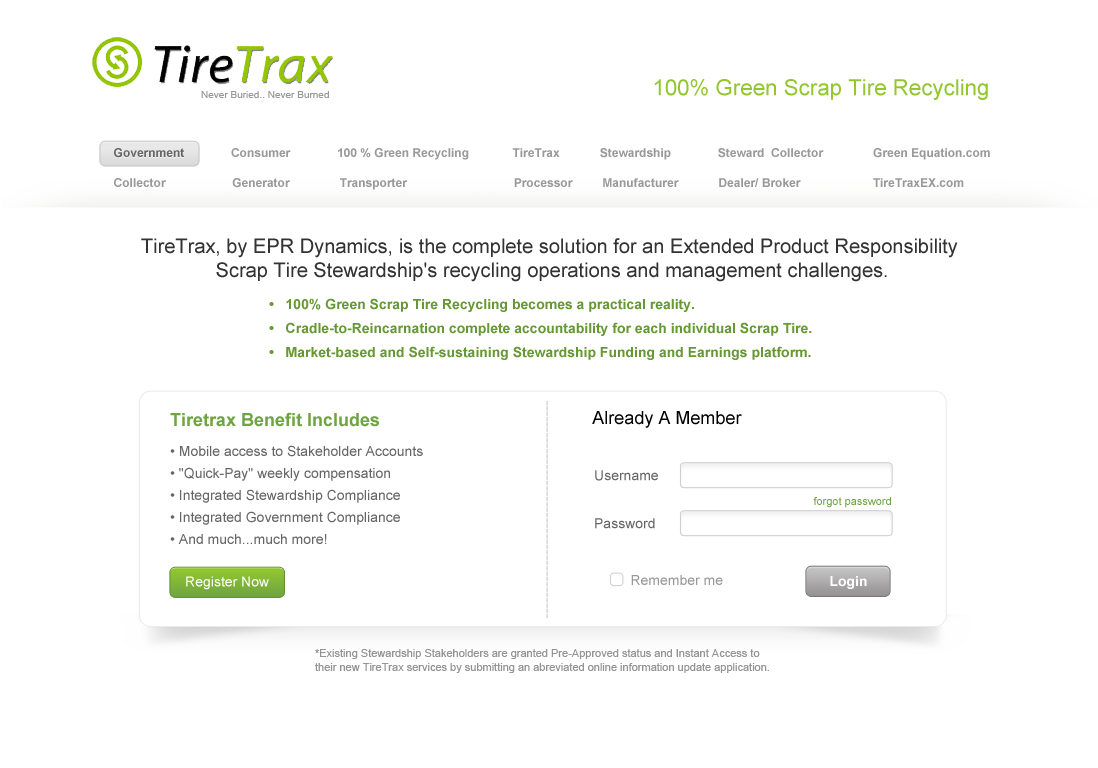 TireTrax
Never Buried.. Never Burned
100% Green Scrap Tire Recycling
Government Consumer 100 % Green Recycling TireTrax Stewardship Steward Collector Green Equation.com
Collector Generator Transporter Processor Manufacturer Dealer/ Broker TireTraxEX.com
TireTrax, by EPR Dynamics, is the complete solution for an Extended Product Responsibility
Scrap Tire Stewardship's recycling operations and management challenges.
• 100% Green Scrap Tire Recycling becomes a practical reality.
• Cradle-to-Reincarnation complete accountability for each individual Scrap Tire.
• Market-based and Self-sustaining Stewardship Funding and Earnings platform.
Tiretrax Benefit Includes
• Mobile access to Stakeholder Accounts
• "Quick-Pay" weekly compensation
• Integrated Stewardship Compliance
• Integrated Government Compliance
• And much...much more!
Register Now
Already A Member
Username
forgot password
Password
Remember me
Login
*Existing Stewardship Stakeholders are granted Pre-Approved status and Instant Access to
their new TireTrax services by submitting an abreviated online information update application.